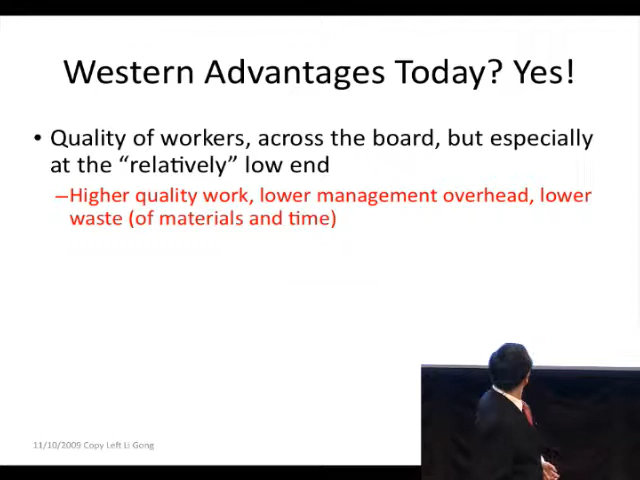 Western Advantages Today? Yes!
• Quality of workers, across the board, but especially
at the “relatively” low end
–Higher quality work, lower management overhead, lower
waste (of materials and time)
11/10/2009 Copy Left Li Gong